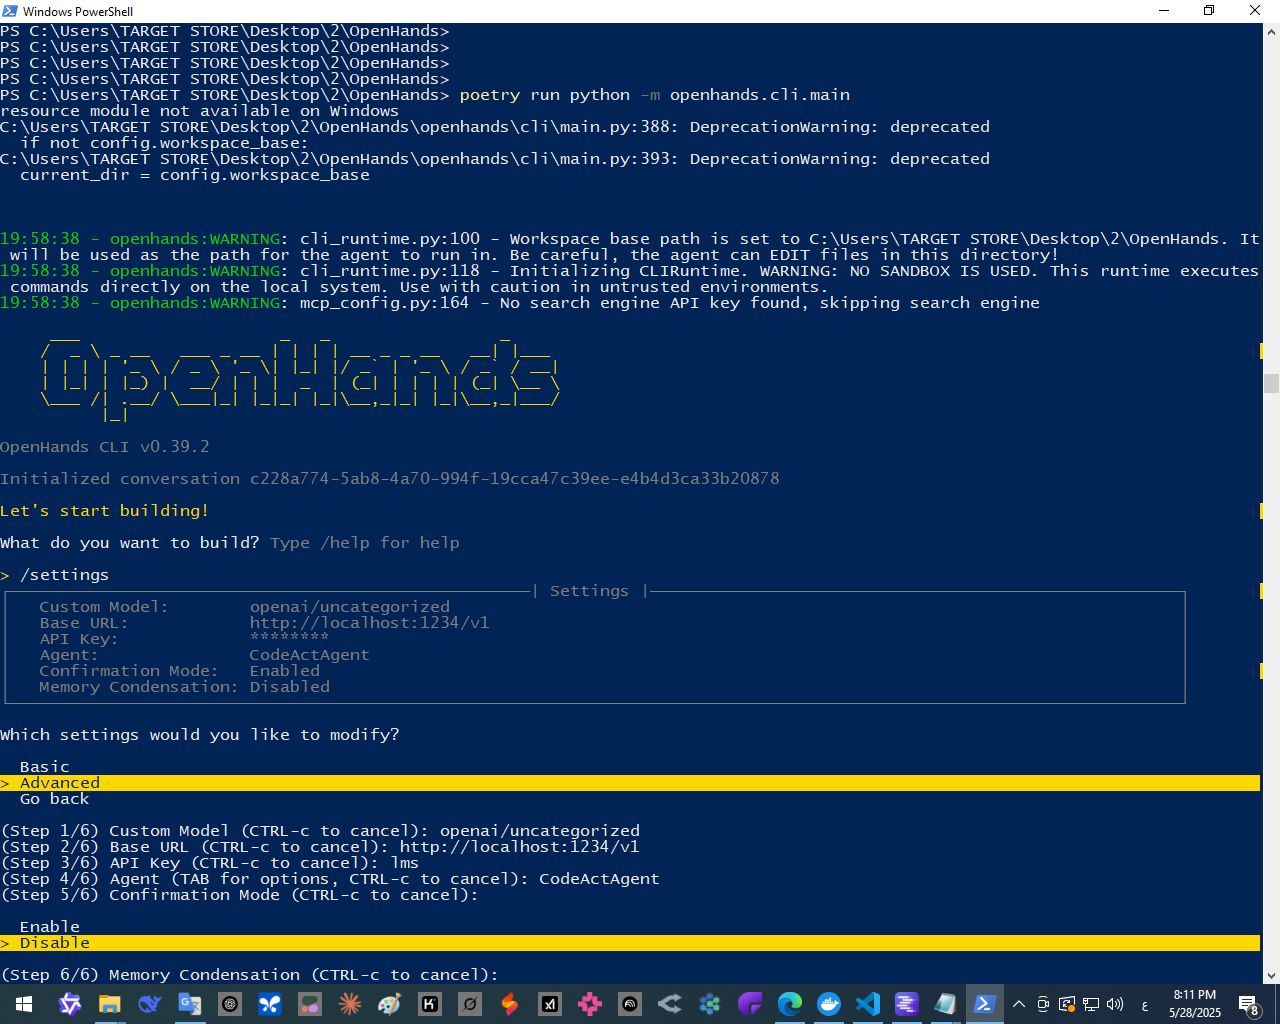 Windows PowerShell
PS C:\Users\TARGET STORE\Desktop\2\OpenHands>
PS C:\Users\TARGET STORE\Desktop\2\OpenHands>
PS C:\Users\TARGET STORE\Desktop\2\OpenHands>
PS C:\Users\TARGET STORE\Desktop\2\OpenHands>
PS C:\Users\TARGET STORE\Desktop\2\OpenHands> poetry run python -m openhands.cli.main
resource module not available on Windows
C:\Users\TARGET STORE\Desktop\2\OpenHands\openhands\cli\main.py:388: DeprecationWarning: deprecated
if not config.workspace_base:
C:\Users\TARGET STORE\Desktop\2\OpenHands\openhands\cli\main.py:393: DeprecationWarning: deprecated
current_dir = config.workspace_base
19:58:38 - openhands:WARNING: cli_runtime.py:100 - Workspace base path is set to C:\Users\TARGET STORE\Desktop\2\OpenHands. It
will be used as the path for the agent to run in. Be careful, the agent can EDIT files in this directory!
19:58:38 - openhands:WARNING: cli_runtime.py:118 - Initializing CLIRuntime. WARNING: NO SANDBOX IS USED. This runtime executes
commands directly on the local system. Use with caution in untrusted environments.
19:58:38 - openhands:WARNING: mcp_config.py:164 - No search engine API key found, skipping search engine
OpenHands
OpenHands CLI v0.39.2
Initialized conversation c228a774-5ab8-4a70-994f-19cca47c39ee-e4b4d3ca33b20878
Let's start building!
What do you want to build? Type /help for help
> /settings
| Settings |
Custom Model: openai/uncategorized
Base URL: http://localhost:1234/v1
API Key: ********
Agent: CodeActAgent
Confirmation Mode: Enabled
Memory Condensation: Disabled
Which settings would you like to modify?
Basic
> Advanced
Go back
(Step 1/6) Custom Model (CTRL-c to cancel): openai/uncategorized
(Step 2/6) Base URL (CTRL-c to cancel): http://localhost:1234/v1
(Step 3/6) API Key (CTRL-c to cancel): lms
(Step 4/6) Agent (TAB for options, CTRL-c to cancel): CodeActAgent
(Step 5/6) Confirmation Mode (CTRL-c to cancel):
Enable
> Disable
(Step 6/6) Memory Condensation (CTRL-c to cancel):
ع
8:11 PM
5/28/2025
8